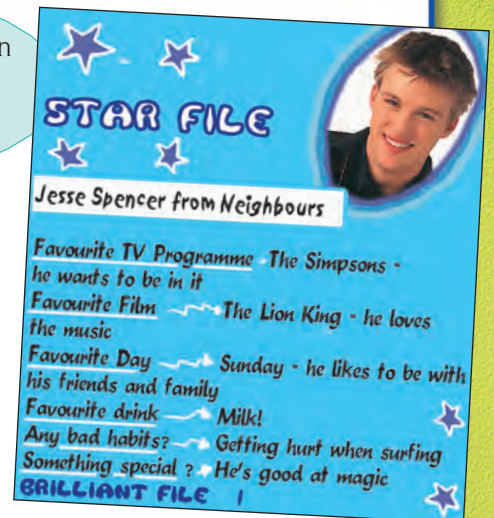 n
STAR FILE
Jesse Spencer from Neighbours
Favourite TV Programme The Simpsons -
he wants to be in it
Favourite Film The Lion King - he loves
the music
Favourite Day Sunday - he likes to be with
his friends and family
Favourite drink Milk!
Any bad habits? Getting hurt when surfing
Something special ? He's good at magic
BRILLIANT FILE 1